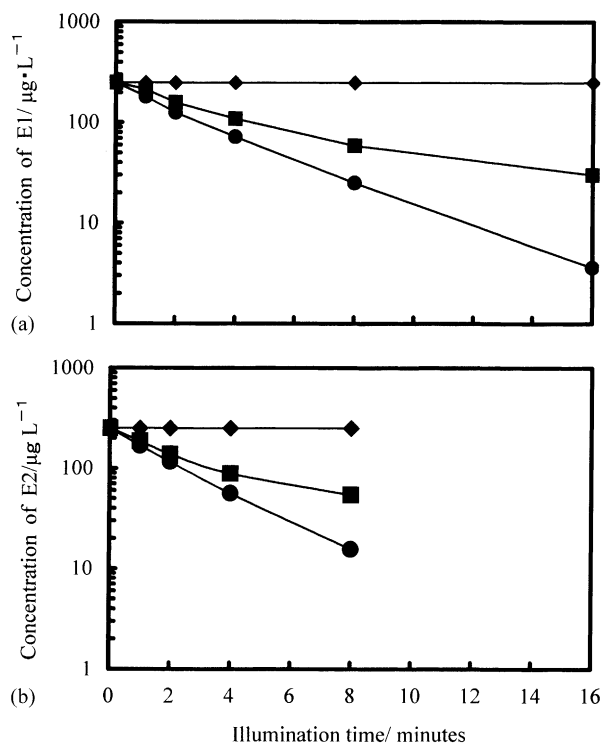 1000
100
10
1
Concentration of E1/ μg·L⁻¹
(a)
1000
100
10
1
Concentration of E2/μg L⁻¹
(b)
0 2 4 6 8 10 12 14 16
Illumination time/ minutes